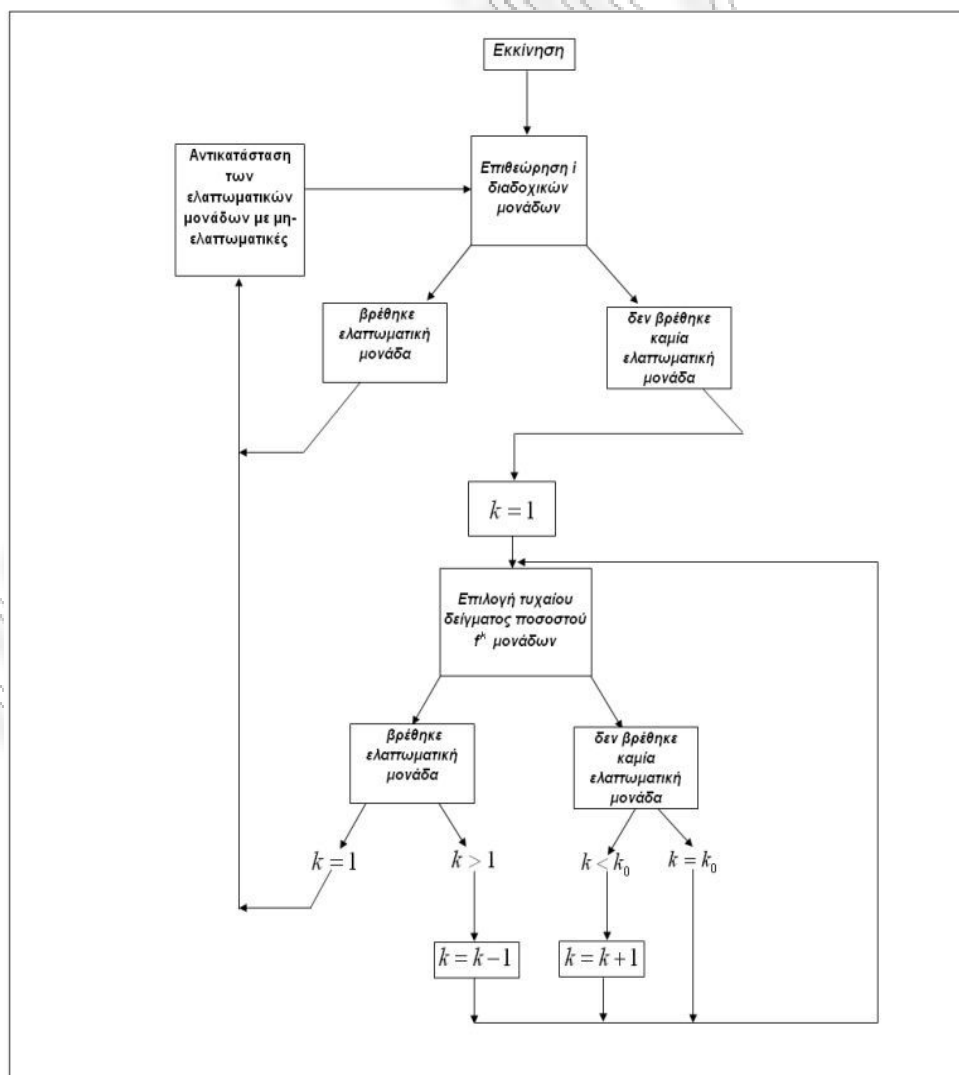 Εκκίνηση
Αντικατάσταση
των
ελαττωματικών
μονάδων με μη-
ελαττωματικές
Επιθεώρηση i
διαδοχικών
μονάδων
βρέθηκε
ελαττωματική
μονάδα
δεν βρέθηκε
καμία
ελαττωματική
μονάδα
k = 1
Επιλογή τυχαίου
δείγματος ποσοστού
f^k μονάδων
βρέθηκε
ελαττωματική
μονάδα
δεν βρέθηκε
καμία
ελαττωματική
μονάδα
k = 1
k > 1
k < k₀
k = k₀
k = k − 1
k = k + 1